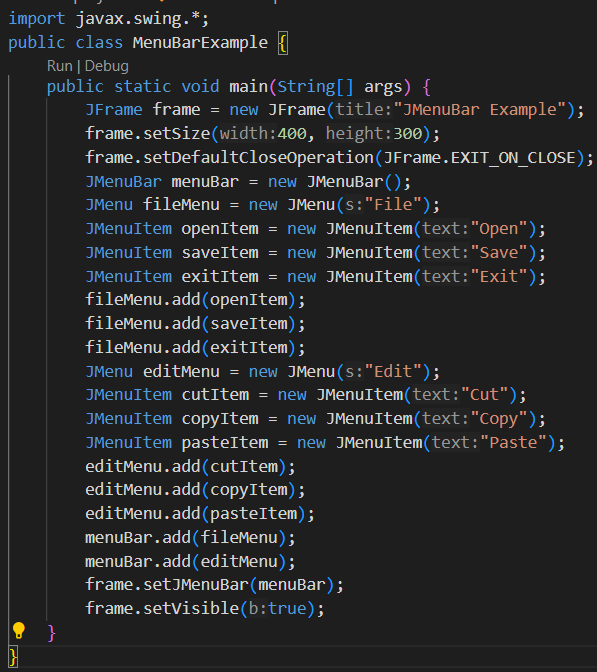 import javax.swing.*;
public class MenuBarExample {
Run | Debug
public static void main(String[] args) {
JFrame frame = new JFrame(title:"JMenuBar Example");
frame.setSize(width:400, height:300);
frame.setDefaultCloseOperation(JFrame.EXIT_ON_CLOSE);
JMenuBar menuBar = new JMenuBar();
JMenu fileMenu = new JMenu(s:"File");
JMenuItem openItem = new JMenuItem(text:"Open");
JMenuItem saveItem = new JMenuItem(text:"Save");
JMenuItem exitItem = new JMenuItem(text:"Exit");
fileMenu.add(openItem);
fileMenu.add(saveItem);
fileMenu.add(exitItem);
JMenu editMenu = new JMenu(s:"Edit");
JMenuItem cutItem = new JMenuItem(text:"Cut");
JMenuItem copyItem = new JMenuItem(text:"Copy");
JMenuItem pasteItem = new JMenuItem(text:"Paste");
editMenu.add(cutItem);
editMenu.add(copyItem);
editMenu.add(pasteItem);
menuBar.add(fileMenu);
menuBar.add(editMenu);
frame.setJMenuBar(menuBar);
frame.setVisible(b:true);
}
}